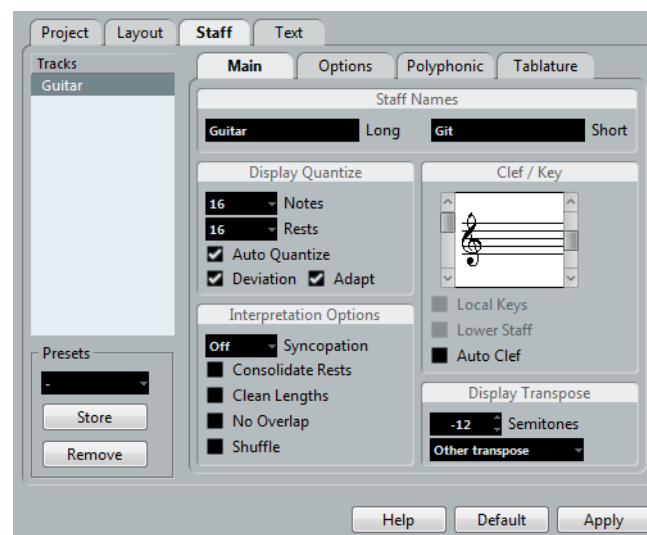 Project Layout Staff Text
Tracks
Guitar
Main Options Polyphonic Tablature
Staff Names
Guitar Long Git Short
Display Quantize
16 Notes
16 Rests
Auto Quantize
Deviation Adapt
Clef / Key
Local Keys
Lower Staff
Auto Clef
Interpretation Options
Off Syncopation
Consolidate Rests
Clean Lengths
No Overlap
Shuffle
Display Transpose
-12 Semitones
Other transpose
Presets
-
Store
Remove
Help Default Apply